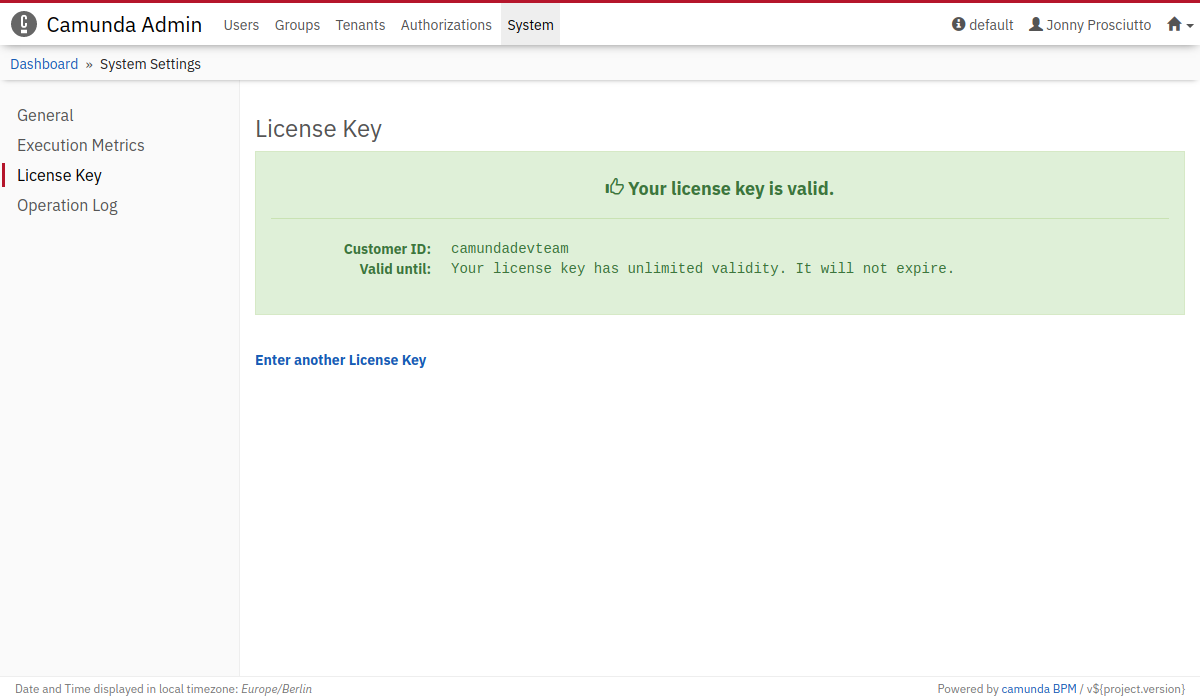 Camunda Admin Users Groups Tenants Authorizations System default Jonny Prosciutto
Dashboard » System Settings
General
Execution Metrics
License Key
Operation Log
License Key
Your license key is valid.
Customer ID: camundadevteam
Valid until: Your license key has unlimited validity. It will not expire.
Enter another License Key
Date and Time displayed in local timezone: Europe/Berlin
Powered by camunda BPM / v${project.version}